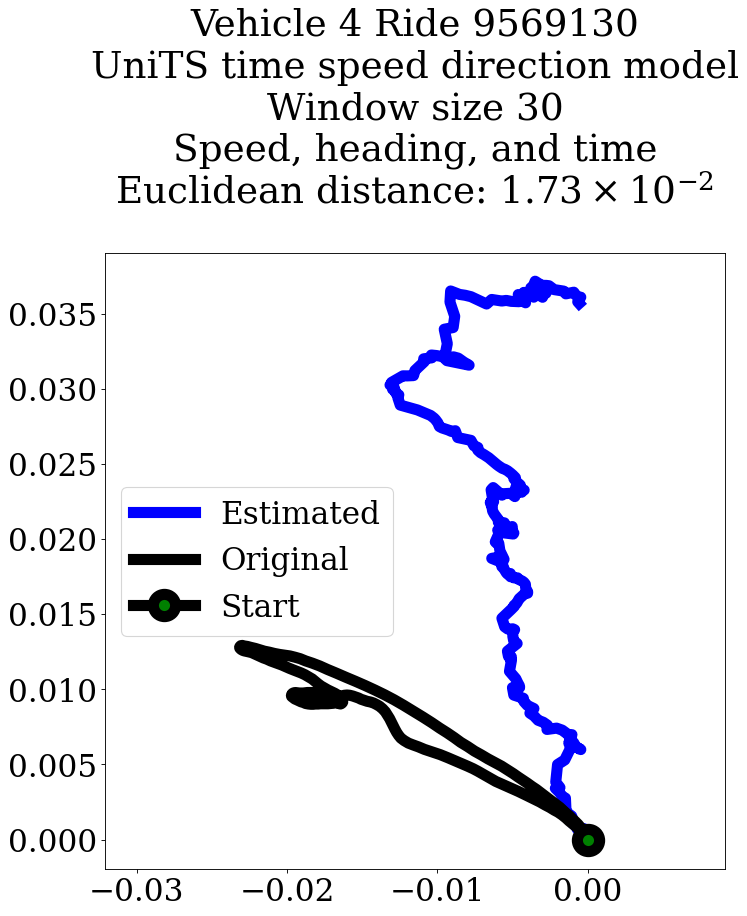 Vehicle 4 Ride 9569130
UniTS time speed direction model
Window size 30
Speed, heading, and time
Euclidean distance: 1.73 × 10⁻²
0.035
0.030
0.025
0.020
0.015
0.010
0.005
0.000
Estimated
Original
Start
−0.03 −0.02 −0.01 0.00